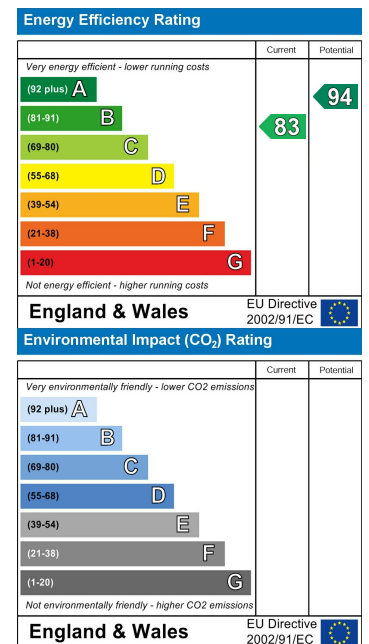 Energy Efficiency Rating
Current Potential
Very energy efficient - lower running costs
(92 plus) A
94
(81-91) B
83
(69-80) C
(55-68) D
(39-54) E
(21-38) F
(1-20) G
Not energy efficient - higher running costs
England & Wales
EU Directive
2002/91/EC
Environmental Impact (CO₂) Rating
Current Potential
Very environmentally friendly - lower CO2 emissions
(92 plus) A
(81-91) B
(69-80) C
(55-68) D
(39-54) E
(21-38) F
(1-20) G
Not environmentally friendly - higher CO2 emissions
England & Wales
EU Directive
2002/91/EC